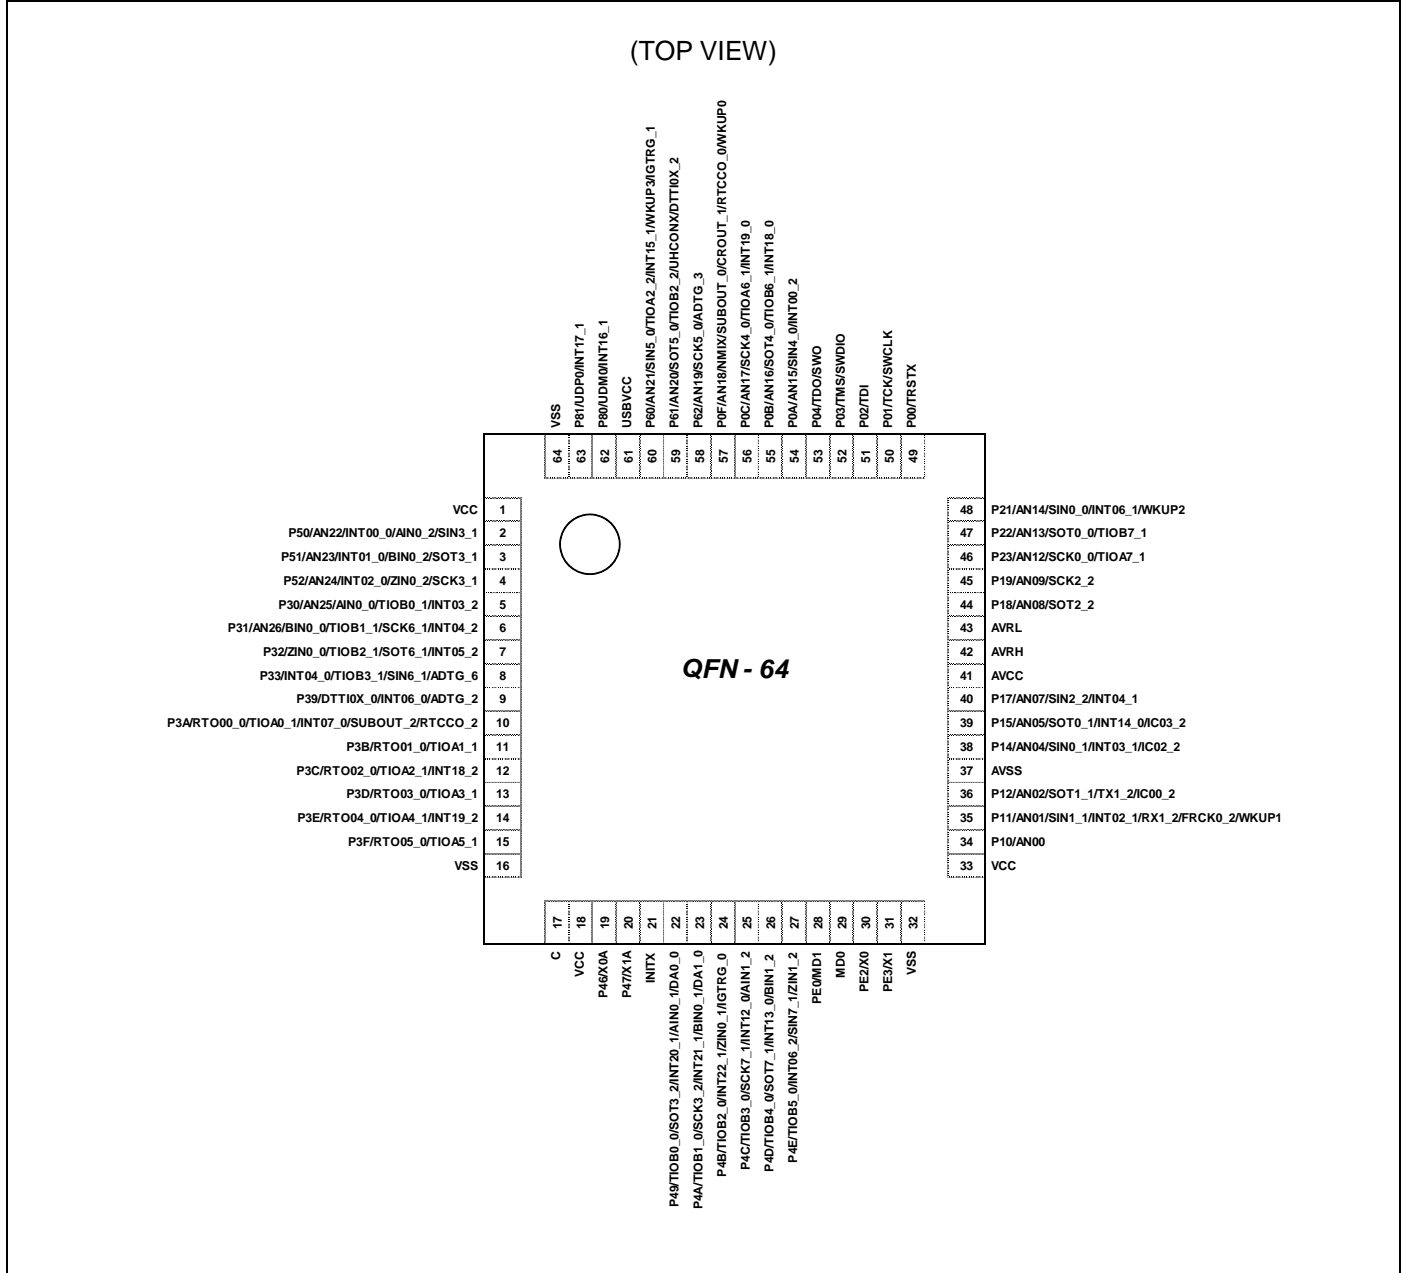 (TOP VIEW)
VSS
P81/UDP0/INT17_1
P80/UDM0/INT16_1
USBVCC
P60/AN21/SIN5_0/TIOA2_2/INT15_1/WKUP3/IGTRG_1
P61/AN20/SOT5_0/TIOB2_2/UHCONX/DTTI0X_2
P62/AN19/SCK5_0/ADTG_3
P0F/AN18/NMIX/SUBOUT_0/CROUT_1/RTCCO_0/WKUP0
P0C/AN17/SCK4_0/TIOA6_1/INT19_0
P0B/AN16/SOT4_0/TIOB6_1/INT18_0
P0A/AN15/SIN4_0/INT00_2
P04/TDO/SWO
P03/TMS/SWDIO
P02/TDI
P01/TCK/SWCLK
P00/TRSTX
64
63
62
61
60
59
58
57
56
55
54
53
52
51
50
49
VCC 1
P50/AN22/INT00_0/AIN0_2/SIN3_1 2
P51/AN23/INT01_0/BIN0_2/SOT3_1 3
P52/AN24/INT02_0/ZIN0_2/SCK3_1 4
P30/AN25/AIN0_0/TIOB0_1/INT03_2 5
P31/AN26/BIN0_0/TIOB1_1/SCK6_1/INT04_2 6
P32/ZIN0_0/TIOB2_1/SOT6_1/INT05_2 7
P33/INT04_0/TIOB3_1/SIN6_1/ADTG_6 8
P39/DTTI0X_0/INT06_0/ADTG_2 9
P3A/RTO00_0/TIOA0_1/INT07_0/SUBOUT_2/RTCCO_2 10
P3B/RTO01_0/TIOA1_1 11
P3C/RTO02_0/TIOA2_1/INT18_2 12
P3D/RTO03_0/TIOA3_1 13
P3E/RTO04_0/TIOA4_1/INT19_2 14
P3F/RTO05_0/TIOA5_1 15
VSS 16
QFN - 64
48 P21/AN14/SIN0_0/INT06_1/WKUP2
47 P22/AN13/SOT0_0/TIOB7_1
46 P23/AN12/SCK0_0/TIOA7_1
45 P19/AN09/SCK2_2
44 P18/AN08/SOT2_2
43 AVRL
42 AVRH
41 AVCC
40 P17/AN07/SIN2_2/INT04_1
39 P15/AN05/SOT0_1/INT14_0/IC03_2
38 P14/AN04/SIN0_1/INT03_1/IC02_2
37 AVSS
36 P12/AN02/SOT1_1/TX1_2/IC00_2
35 P11/AN01/SIN1_1/INT02_1/RX1_2/FRCK0_2/WKUP1
34 P10/AN00
33 VCC
17
18
19
20
21
22
23
24
25
26
27
28
29
30
31
32
C
VCC
P46/X0A
P47/X1A
INITX
P49/TIOB0_0/SOT3_2/INT20_1/AIN0_1/DA0_0
P4A/TIOB1_0/SCK3_2/INT21_1/BIN0_1/DA1_0
P4B/TIOB2_0/INT22_1/ZIN0_1/IGTRG_0
P4C/TIOB3_0/SCK7_1/INT12_0/AIN1_2
P4D/TIOB4_0/SOT7_1/INT13_0/BIN1_2
P4E/TIOB5_0/INT06_2/SIN7_1/ZIN1_2
PE0/MD1
MD0
PE2/X0
PE3/X1
VSS